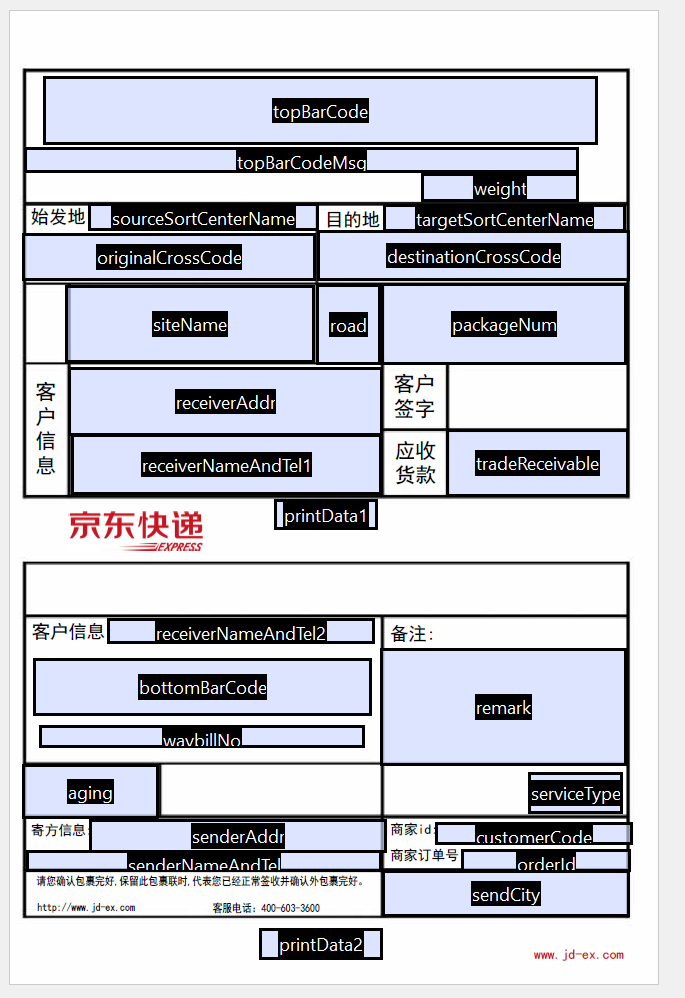 topBarCode
topBarCodeMsg
weight
始发地 sourceSortCenterName 目的地 targetSortCenterName
originalCrossCode destinationCrossCode
siteName road packageNum
客户信息 receiverAddr 客户签字
receiverNameAndTel1 应收货款 tradeReceivable
京东快递
EXPRESS
printData1
客户信息 receiverNameAndTel2 备注:
bottomBarCode remark
waybillNo
aging serviceType
寄方信息: senderAddr 商家id: customerCode
senderNameAndTel 商家订单号 orderId
请您确认包裹完好,保留此包裹联时,代表您已经正常签收并确认外包裹完好。 sendCity
http://www.jd-ex.com 客服电话: 400-603-3600
printData2
www.jd-ex.com